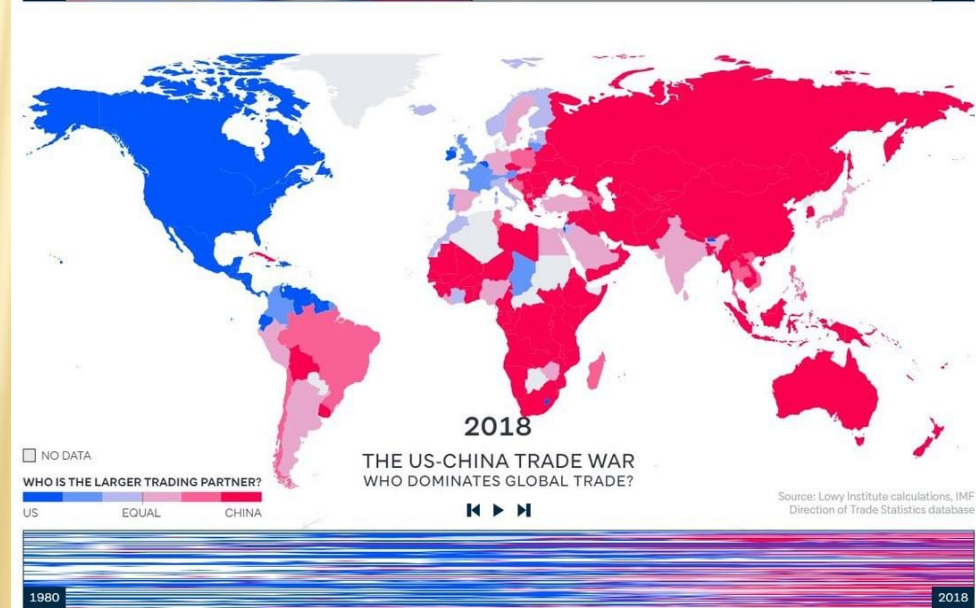 2018
THE US-CHINA TRADE WAR
WHO DOMINATES GLOBAL TRADE?
NO DATA
WHO IS THE LARGER TRADING PARTNER?
US EQUAL CHINA
Source: Lowy Institute calculations, IMF
Direction of Trade Statistics database
1980 2018